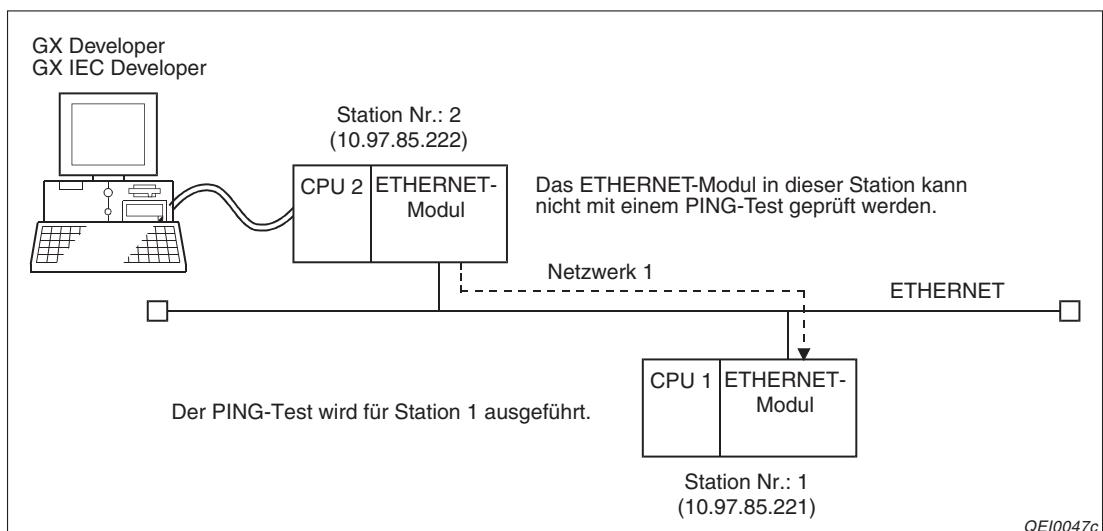 GX Developer
GX IEC Developer
Station Nr.: 2
(10.97.85.222)
CPU 2
ETHERNET-
Modul
Das ETHERNET-Modul in dieser Station kann
nicht mit einem PING-Test geprüft werden.
Netzwerk 1
ETHERNET
CPU 1
ETHERNET-
Modul
Der PING-Test wird für Station 1 ausgeführt.
Station Nr.: 1
(10.97.85.221)
QEI0047c